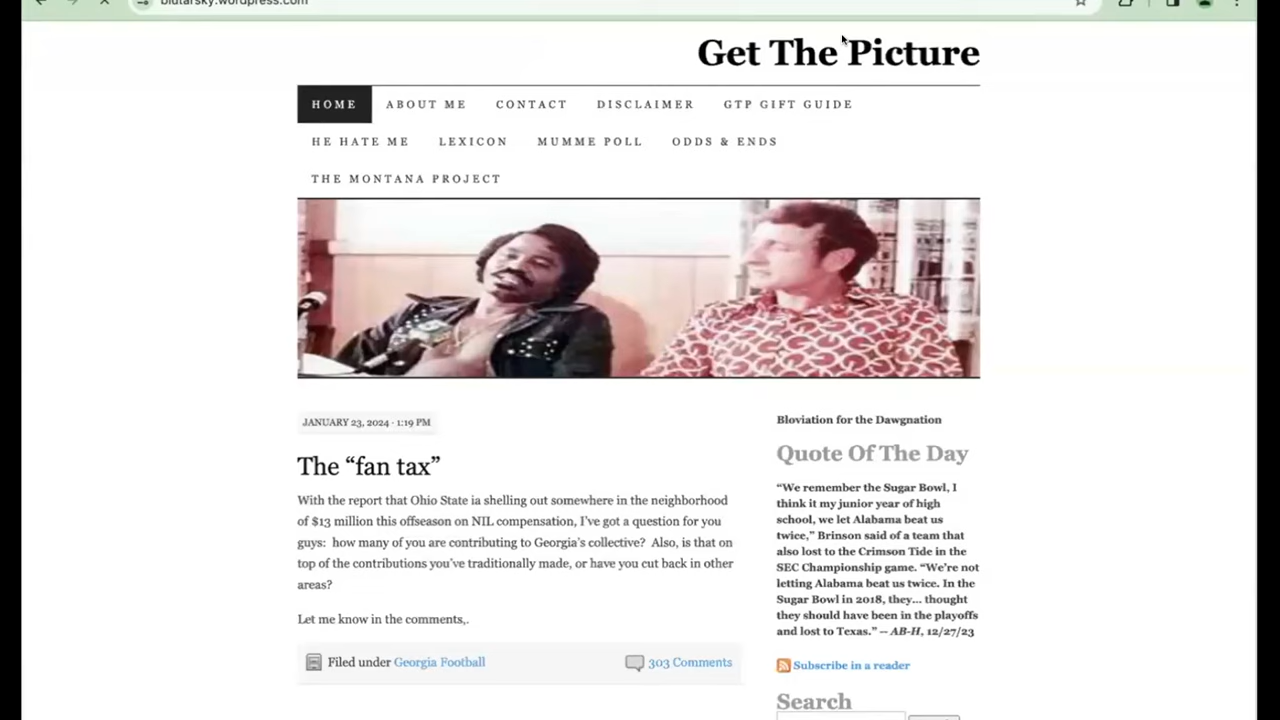 blutarsky.wordpress.com
Get The Picture
HOME ABOUT ME CONTACT DISCLAIMER GTP GIFT GUIDE
HE HATE ME LEXICON MUMME POLL ODDS & ENDS
THE MONTANA PROJECT
JANUARY 23, 2024 · 1:19 PM
The “fan tax”
With the report that Ohio State ia shelling out somewhere in the neighborhood
of $13 million this offseason on NIL compensation, I’ve got a question for you
guys: how many of you are contributing to Georgia’s collective? Also, is that on
top of the contributions you’ve traditionally made, or have you cut back in other
areas?
Let me know in the comments,.
Filed under Georgia Football
303 Comments
Bloviation for the Dawgnation
Quote Of The Day
“We remember the Sugar Bowl, I
think it my junior year of high
school, we let Alabama beat us
twice,” Brinson said of a team that
also lost to the Crimson Tide in the
SEC Championship game. “We’re not
letting Alabama beat us twice. In the
Sugar Bowl in 2018, they… thought
they should have been in the playoffs
and lost to Texas.” -- AB-H, 12/27/23
Subscribe in a reader
Search